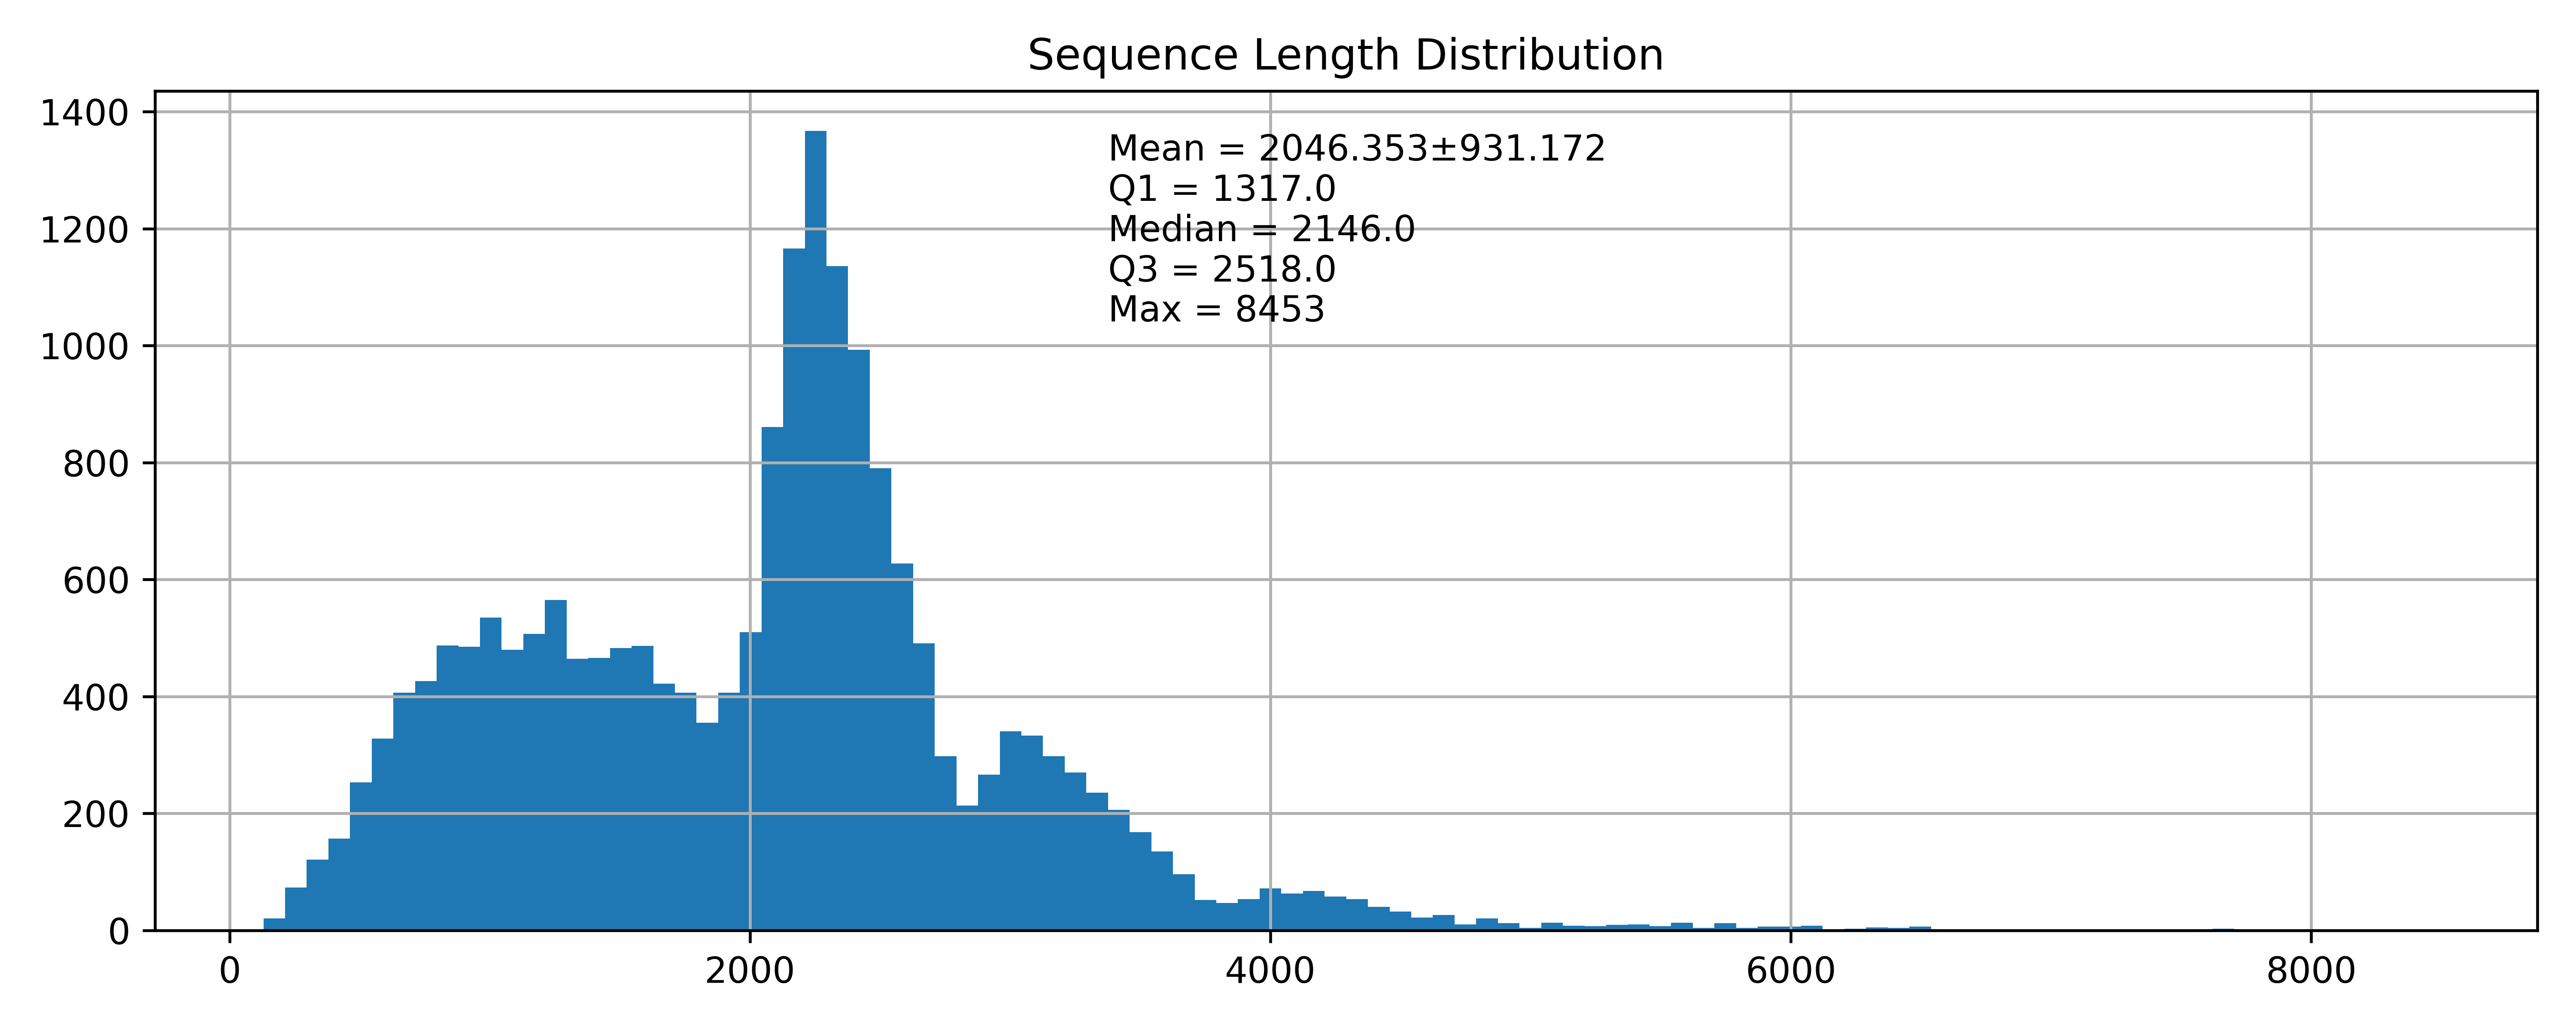 Sequence Length Distribution
1400
1200
1000
800
600
400
200
0
Mean = 2046.353±931.172
Q1 = 1317.0
Median = 2146.0
Q3 = 2518.0
Max = 8453
0 2000 4000 6000 8000